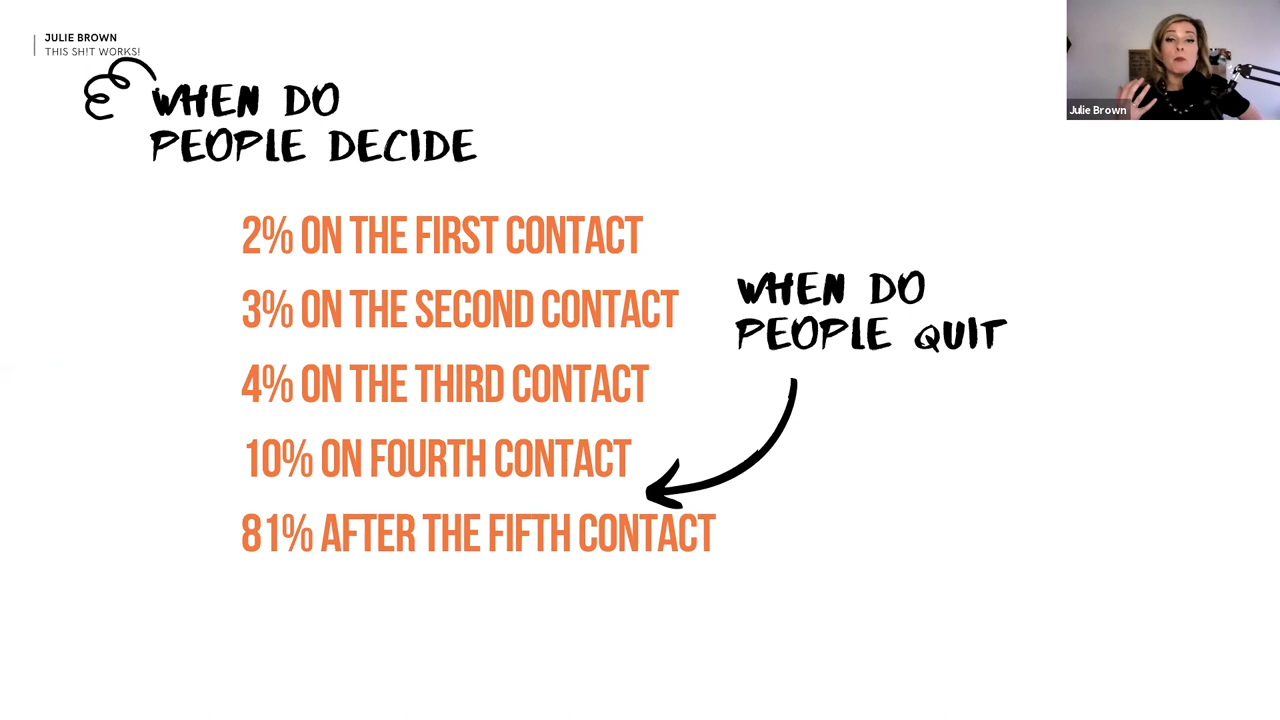 JULIE BROWN
THIS SH!T WORKS!
WHEN DO
PEOPLE DECIDE
2% ON THE FIRST CONTACT
3% ON THE SECOND CONTACT
4% ON THE THIRD CONTACT
10% ON FOURTH CONTACT
81% AFTER THE FIFTH CONTACT
WHEN DO
PEOPLE QUIT
Julie Brown